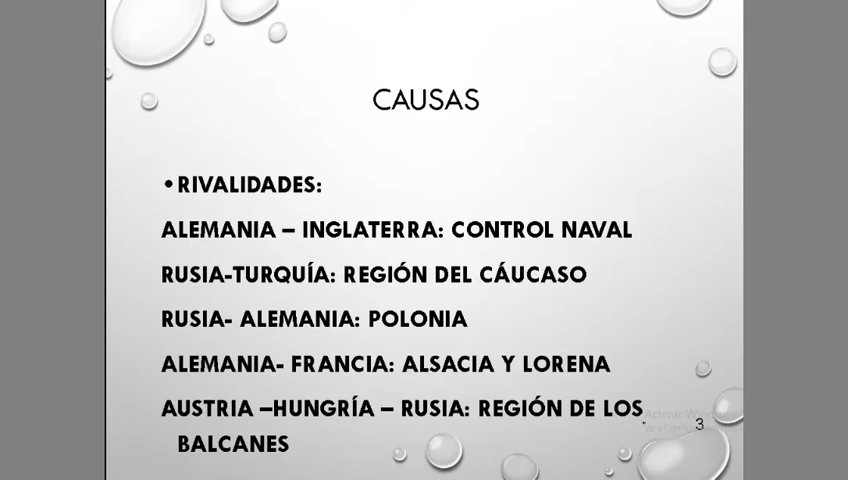 CAUSAS
• RIVALIDADES:
ALEMANIA – INGLATERRA: CONTROL NAVAL
RUSIA-TURQUÍA: REGIÓN DEL CÁUCASO
RUSIA- ALEMANIA: POLONIA
ALEMANIA- FRANCIA: ALSACIA Y LORENA
AUSTRIA –HUNGRÍA – RUSIA: REGIÓN DE LOS
BALCANES
Activar
3